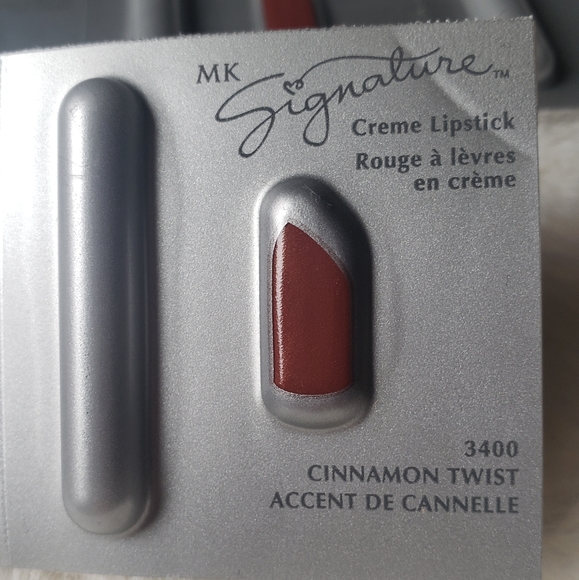 MK Signature™
Creme Lipstick
Rouge à lèvres
en crème
3400
CINNAMON TWIST
ACCENT DE CANNELLE